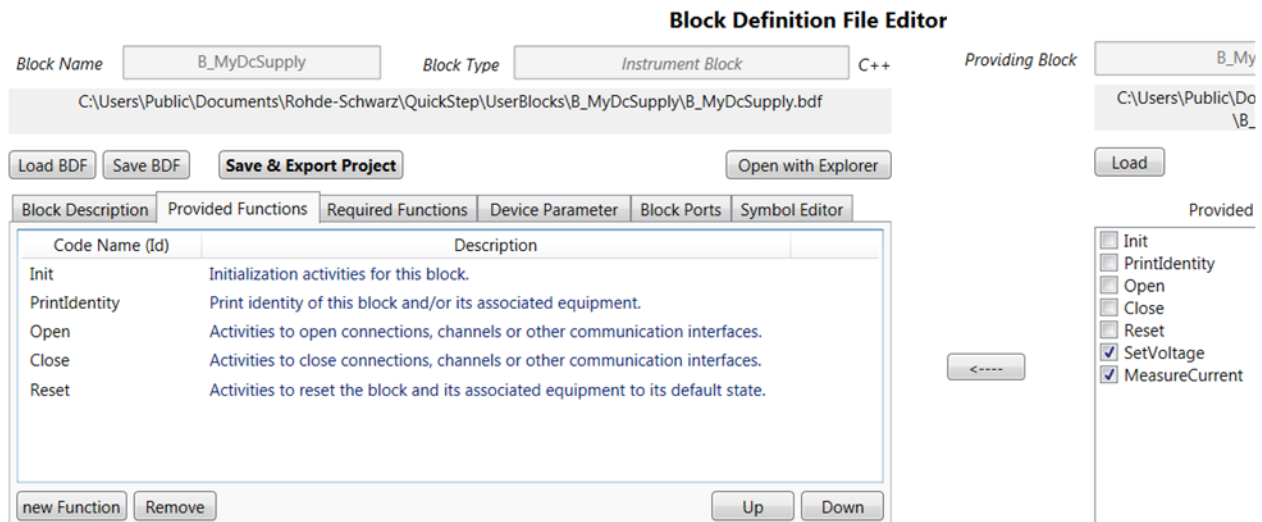 Block Definition File Editor
Block Name B_MyDcSupply Block Type Instrument Block C++ Providing Block B_My
C:\Users\Public\Documents\Rohde-Schwarz\QuickStep\UserBlocks\B_MyDcSupply\B_MyDcSupply.bdf
C:\Users\Public\Do
\B_
Load BDF Save BDF Save & Export Project Open with Explorer Load
Block Description Provided Functions Required Functions Device Parameter Block Ports Symbol Editor
Provided
Code Name (Id) Description
Init Initialization activities for this block.
PrintIdentity Print identity of this block and/or its associated equipment.
Open Activities to open connections, channels or other communication interfaces.
Close Activities to close connections, channels or other communication interfaces.
Reset Activities to reset the block and its associated equipment to its default state.
new Function Remove Up Down
<----
Init
PrintIdentity
Open
Close
Reset
SetVoltage
MeasureCurrent